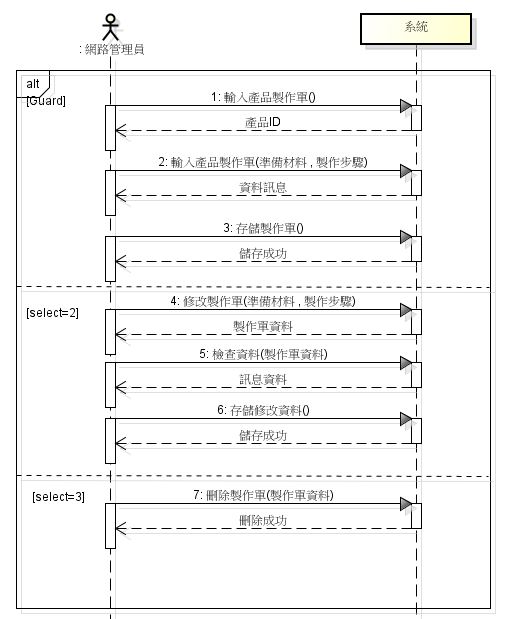 : 網路管理員
系統
alt
[Guard]
1: 輸入產品製作單()
產品ID
2: 輸入產品製作單(準備材料 , 製作步驟)
資料訊息
3: 存儲製作單()
儲存成功
[select=2]
4: 修改製作單(準備材料 , 製作步驟)
製作單資料
5: 檢查資料(製作單資料)
訊息資料
6: 存儲修改資料()
儲存成功
[select=3]
7: 刪除製作單(製作單資料)
刪除成功